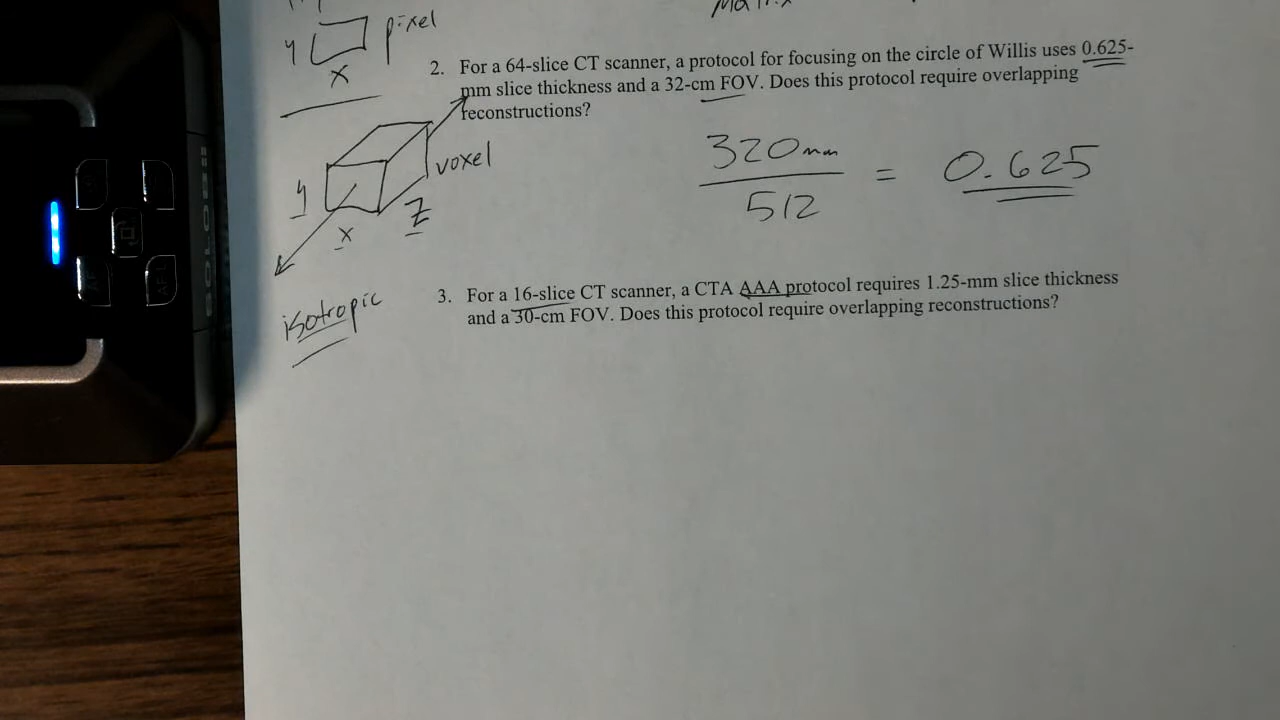 pixel
y
x
Matrix
2. For a 64-slice CT scanner, a protocol for focusing on the circle of Willis uses 0.625-
mm slice thickness and a 32-cm FOV. Does this protocol require overlapping
reconstructions?
voxel
y
x
z
320mm
512
= 0.625
isotropic
3. For a 16-slice CT scanner, a CTA AAA protocol requires 1.25-mm slice thickness
and a 30-cm FOV. Does this protocol require overlapping reconstructions?